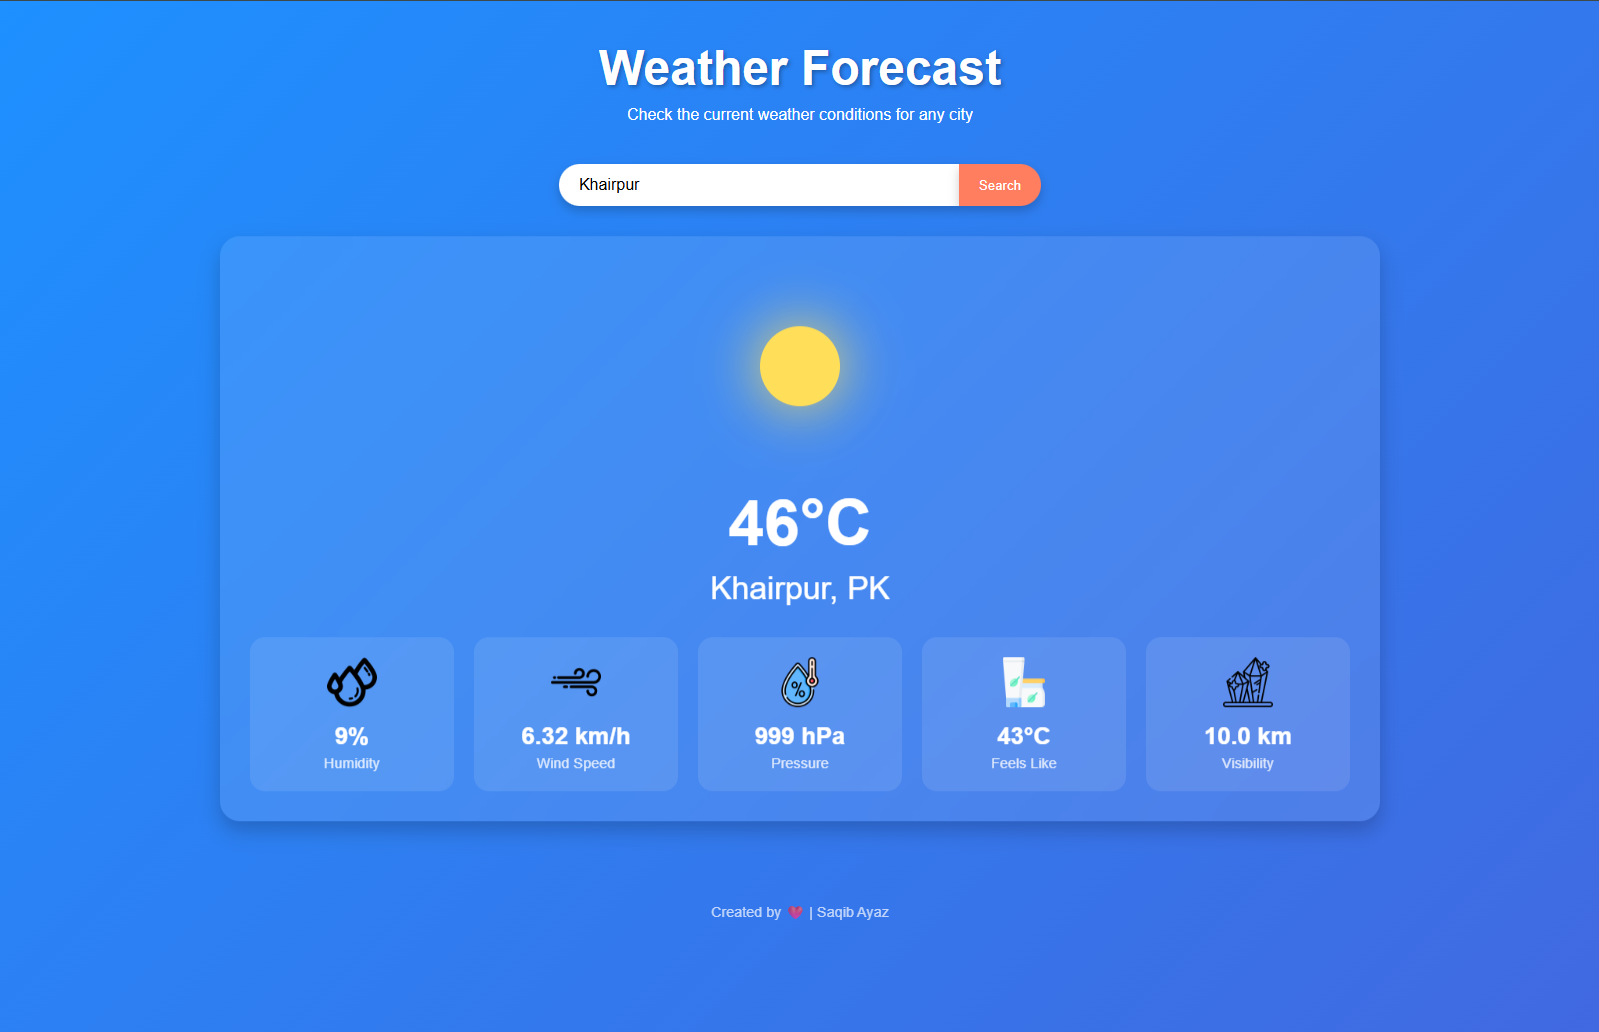 Weather Forecast
Check the current weather conditions for any city
Khairpur
Search
46°C
Khairpur, PK
%
9%
Humidity
6.32 km/h
Wind Speed
999 hPa
Pressure
43°C
Feels Like
10.0 km
Visibility
Created by 💗 | Saqib Ayaz